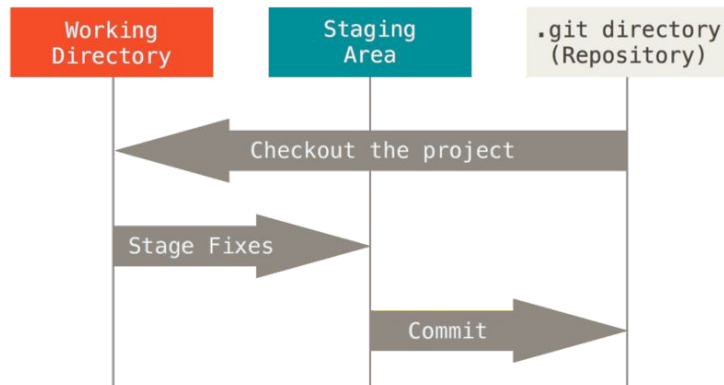 Working
Directory
Staging
Area
.git directory
(Repository)
Checkout the project
Stage Fixes
Commit